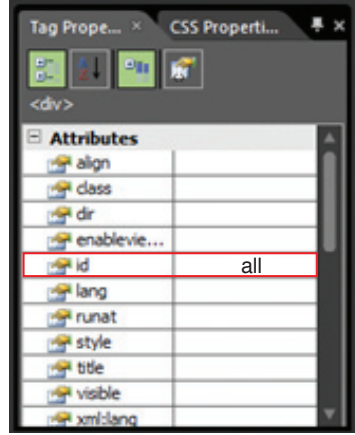 Tag Prope... × CSS Properti...
<div>
Attributes
align
class
dir
enablevie...
id all
lang
runat
style
title
visible
xml:lang